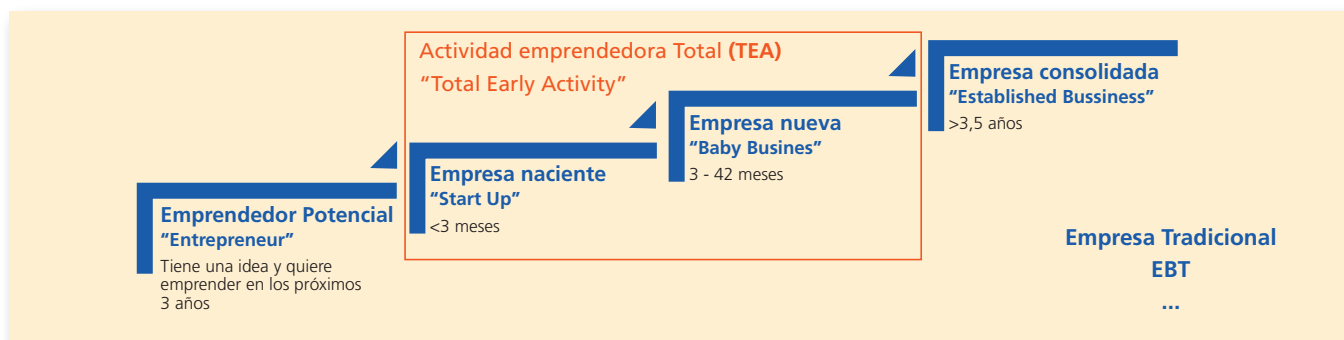 Actividad emprendedora Total (TEA)
“Total Early Activity”
Empresa consolidada
“Established Bussiness”
>3,5 años
Empresa nueva
“Baby Busines”
3 - 42 meses
Empresa naciente
“Start Up”
<3 meses
Emprendedor Potencial
“Entrepreneur”
Tiene una idea y quiere
emprender en los próximos
3 años
Empresa Tradicional
EBT
...